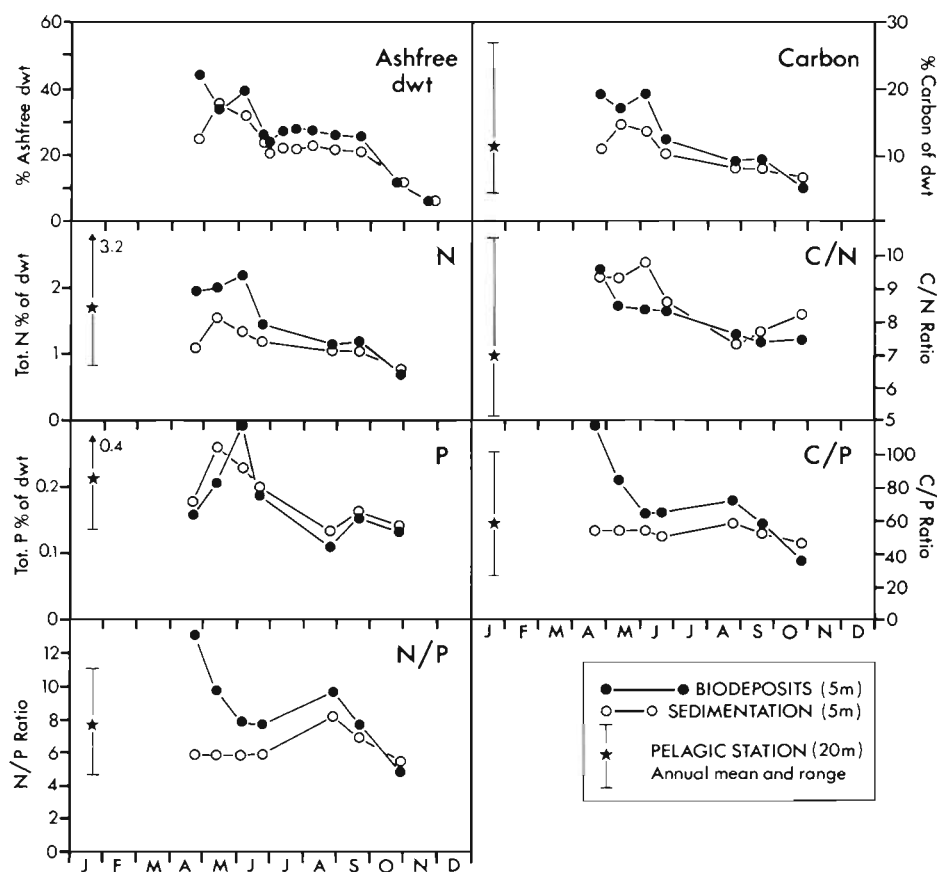 60
40
20
0
% Ashfree dwt
Ashfree
dwt
30
20
10
0
% Carbon of dwt
Carbon
2
1
0
Tot. N % of dwt
3.2
N
10
9
8
7
6
5
C/N Ratio
C/N
0.2
0.1
0
Tot. P % of dwt
0.4
P
100
80
60
40
20
0
C/P Ratio
C/P
J F M A M J J A S O N D
12
10
8
6
4
2
0
N/P Ratio
N/P
J F M A M J J A S O N D
BIODEPOSITS (5m)
SEDIMENTATION (5m)
PELAGIC STATION (20m)
Annual mean and range